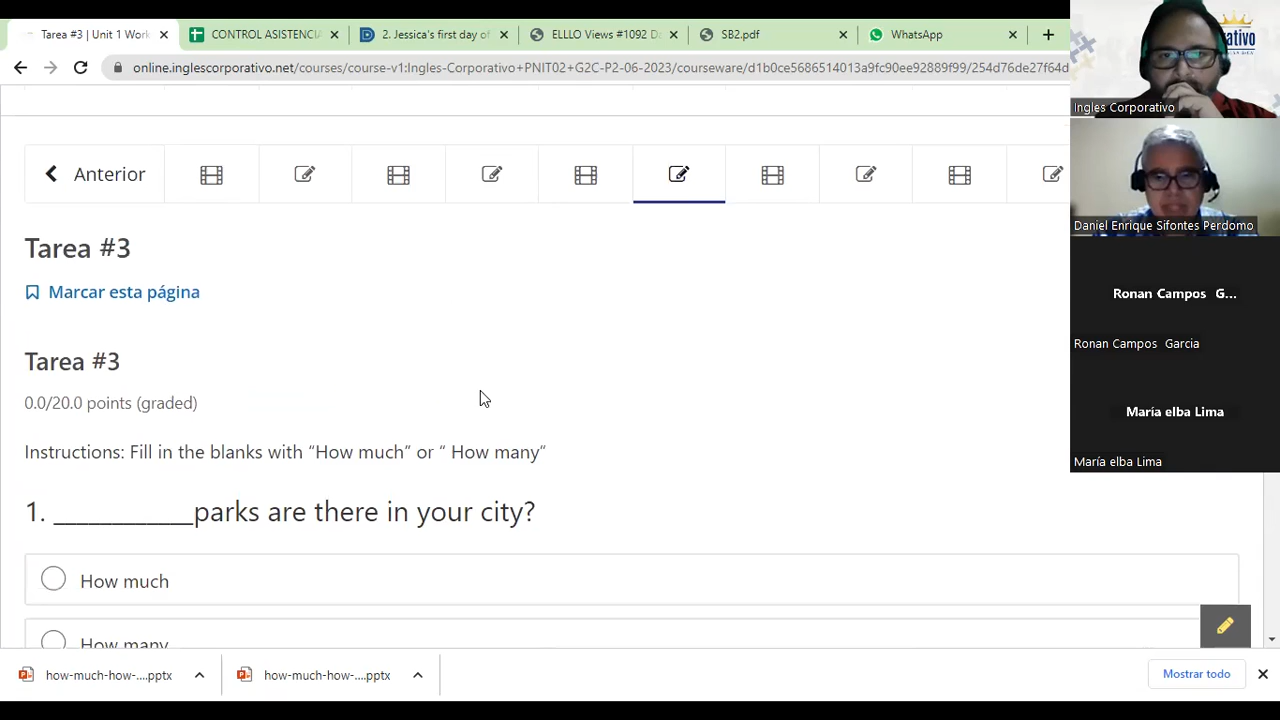 Tarea #3 | Unit 1 Work
CONTROL ASISTENCIA
2. Jessica's first day of
ELLLO Views #1092 D
SB2.pdf
WhatsApp
online.inglescorporativo.net/courses/course-v1:Ingles-Corporativo+PI002+G2C-P2-06-2023/courseware/d1b0ce5686514013a9fc90ee92889f99/254d76de27f64d
Anterior
Tarea #3
Marcar esta página
Tarea #3
0.0/20.0 points (graded)
Instructions: Fill in the blanks with “How much” or “ How many”
1. ____________parks are there in your city?
How much
How many
how-much-how-....pptx
how-much-how-....pptx
Mostrar todo
Ingles Corporativo
Daniel Enrique Sifontes Perdomo
Ronan Campos G...
Ronan Campos Garcia
María elba Lima
María elba Lima